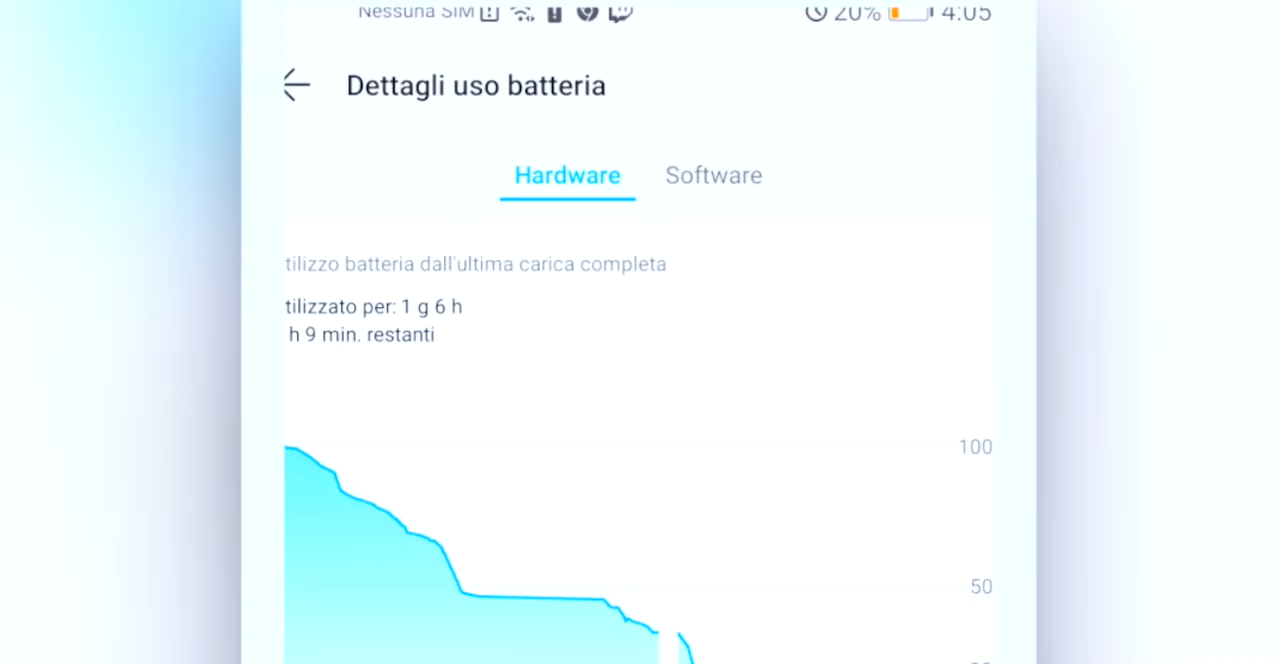 Nessuna SIM 20% 4:05
Dettagli uso batteria
Hardware Software
tilizzo batteria dall'ultima carica completa
tilizzato per: 1 g 6 h
h 9 min. restanti
100
50